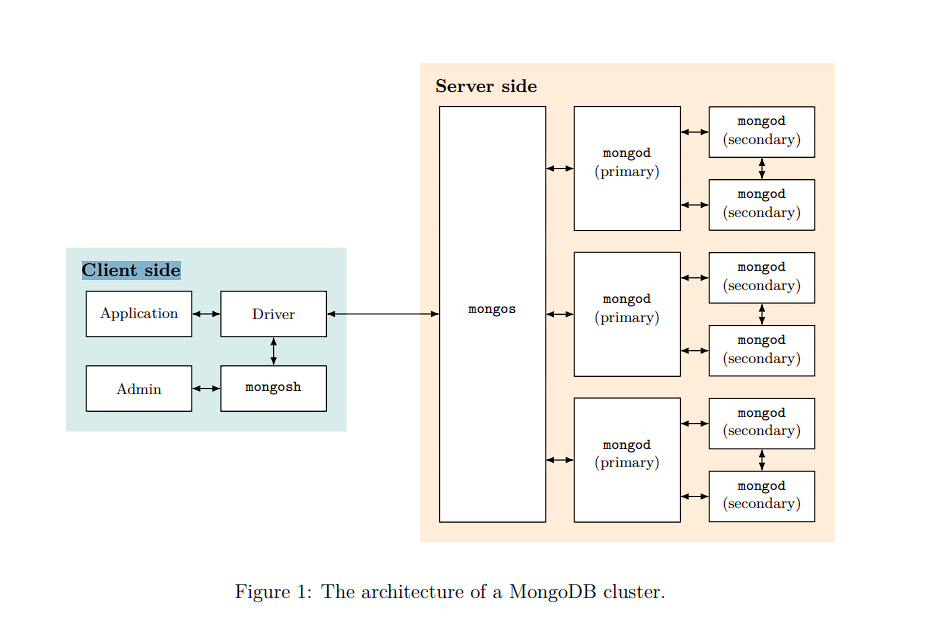 Server side
mongod
(secondary)
mongod
(primary)
mongod
(secondary)
Client side
mongod
(secondary)
Application
Driver
mongos
mongod
(primary)
mongod
(secondary)
Admin
mongosh
mongod
(secondary)
mongod
(primary)
mongod
(secondary)
Figure 1: The architecture of a MongoDB cluster.